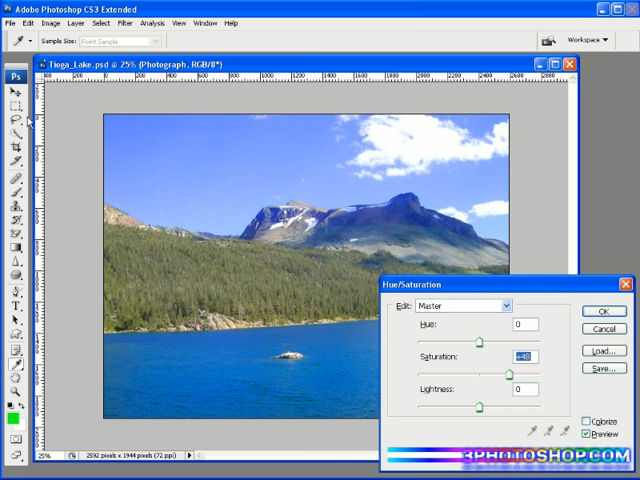 Adobe Photoshop CS3 Extended
File Edit Image Layer Select Filter Analysis View Window Help
Sample Size: Point Sample
Workspace
Tioga_Lake.psd @ 25% (Photograph, RGB/8*)
Ps
Hue/Saturation
Edit: Master
OK
Hue: 0
Cancel
Saturation: +48
Load...
Save...
Lightness: 0
Colorize
Preview
25% 2592 pixels x 1944 pixels (72 ppi)
3PHOTOSHOP.COM